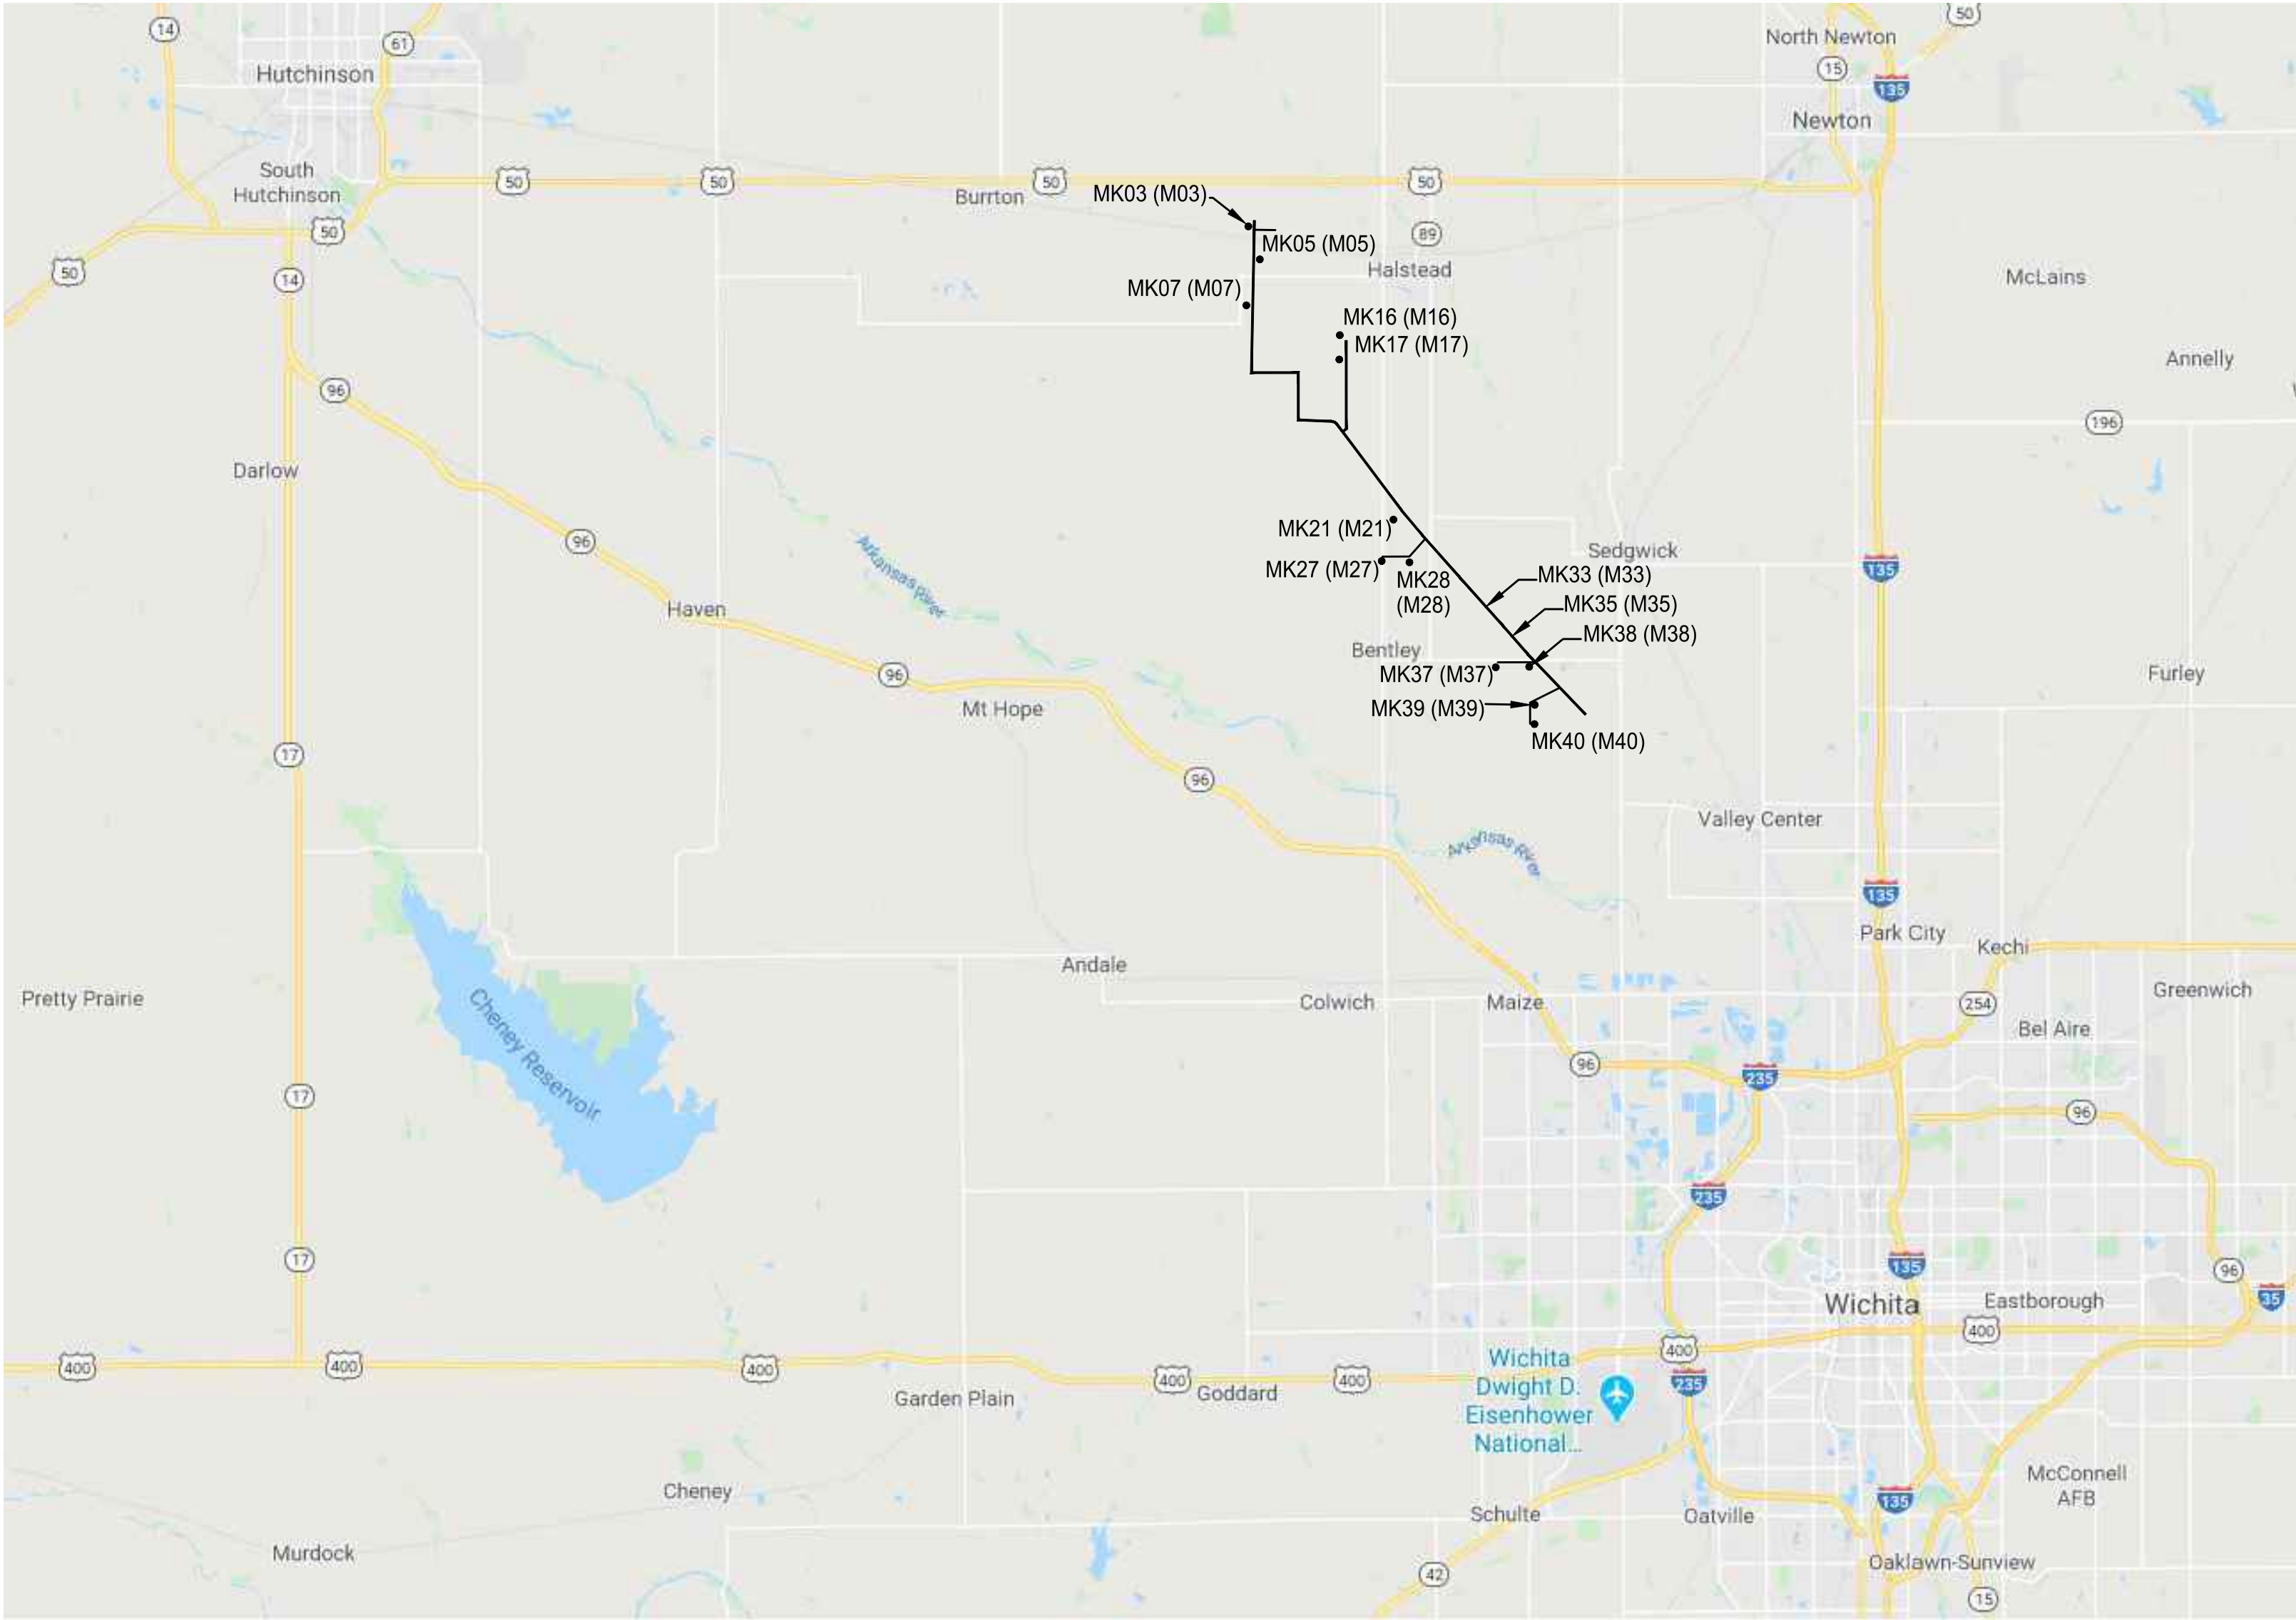 14
61
50
North Newton
15
Hutchinson
135
Newton
South
Hutchinson
50
50
50
50
Burrton
MK03 (M03)
50
89
MK05 (M05)
50
Halstead
McLains
14
MK07 (M07)
MK16 (M16)
MK17 (M17)
Annelly
96
196
Darlow
MK21 (M21)
96
Arkansas River
Sedgwick
135
MK27 (M27)
MK28
(M28)
MK33 (M33)
Haven
MK35 (M35)
MK38 (M38)
Bentley
96
MK37 (M37)
Furley
Mt Hope
MK39 (M39)
MK40 (M40)
17
96
Valley Center
Arkansas River
135
Park City
Kechi
Andale
Pretty Prairie
Cheney Reservoir
Colwich
Maize
254
Greenwich
Bel Aire
96
235
17
96
235
17
135
96
Wichita
Eastborough
35
400
400
400
400
400
400
400
Wichita
Dwight D.
Eisenhower
National...
235
Garden Plain
Goddard
Cheney
McConnell
AFB
135
Schulte
Oatville
Murdock
Oaklawn-Sunview
42
15